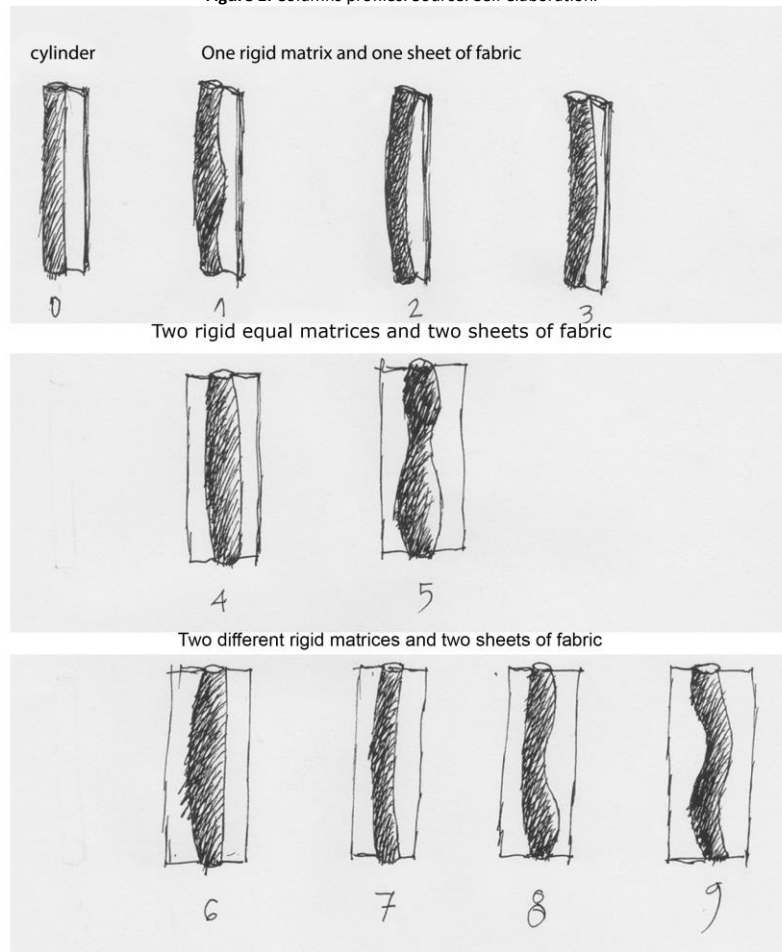 Figure 2. Columns profiles. Source: Self-elaboration.
cylinder One rigid matrix and one sheet of fabric
0 1 2 3
Two rigid equal matrices and two sheets of fabric
4 5
Two different rigid matrices and two sheets of fabric
6 7 8 9